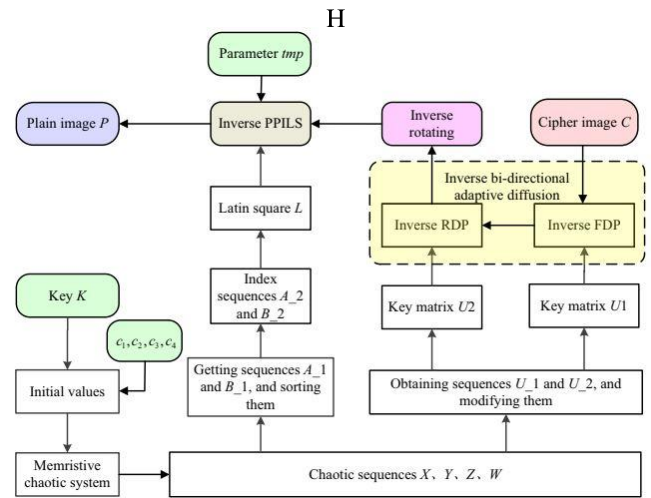 H
Parameter tmp
Plain image P
Inverse PPILS
Inverse
rotating
Cipher image C
Inverse bi-directional
adaptive diffusion
Inverse RDP
Inverse FDP
Latin square L
Key K
Index
sequences A_2
and B_2
Key matrix U2
Key matrix U1
c₁,c₂,c₃,c₄
Getting sequences A_1
and B_1, and sorting
them
Initial values
Obtaining sequences U_1 and U_2, and
modifying them
Memristive
chaotic system
Chaotic sequences X、Y、Z、W